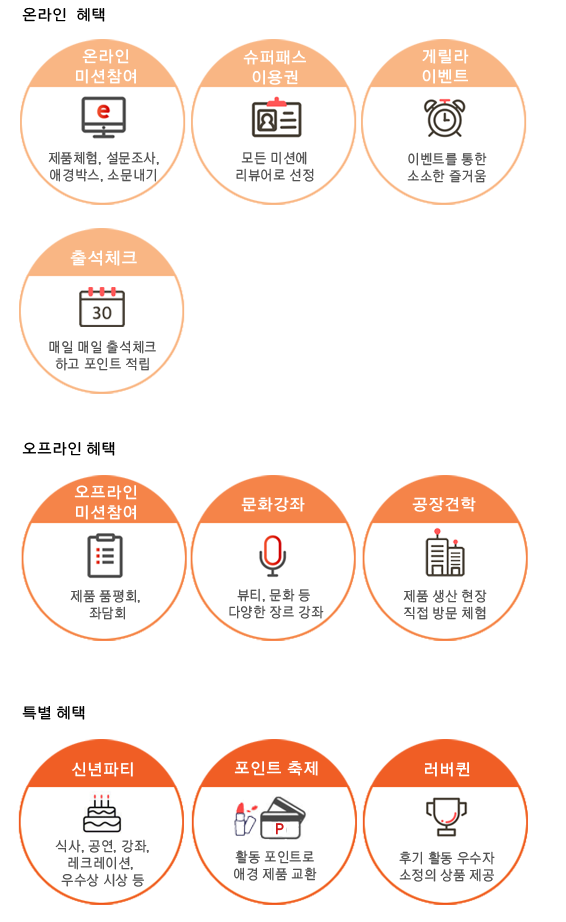 온라인 혜택
온라인
미션참여
e
제품체험, 설문조사,
애경박스, 소문내기
슈퍼패스
이용권
모든 미션에
리뷰어로 선정
게릴라
이벤트
이벤트를 통한
소소한 즐거움
출석체크
30
매일 매일 출석체크
하고 포인트 적립
오프라인 혜택
오프라인
미션참여
제품 품평회,
좌담회
문화강좌
뷰티, 문화 등
다양한 장르 강좌
공장견학
제품 생산 현장
직접 방문 체험
특별 혜택
신년파티
식사, 공연, 강좌,
레크레이션,
우수상 시상 등
포인트 축제
P
활동 포인트로
애경 제품 교환
러버퀸
후기 활동 우수자
소정의 상품 제공